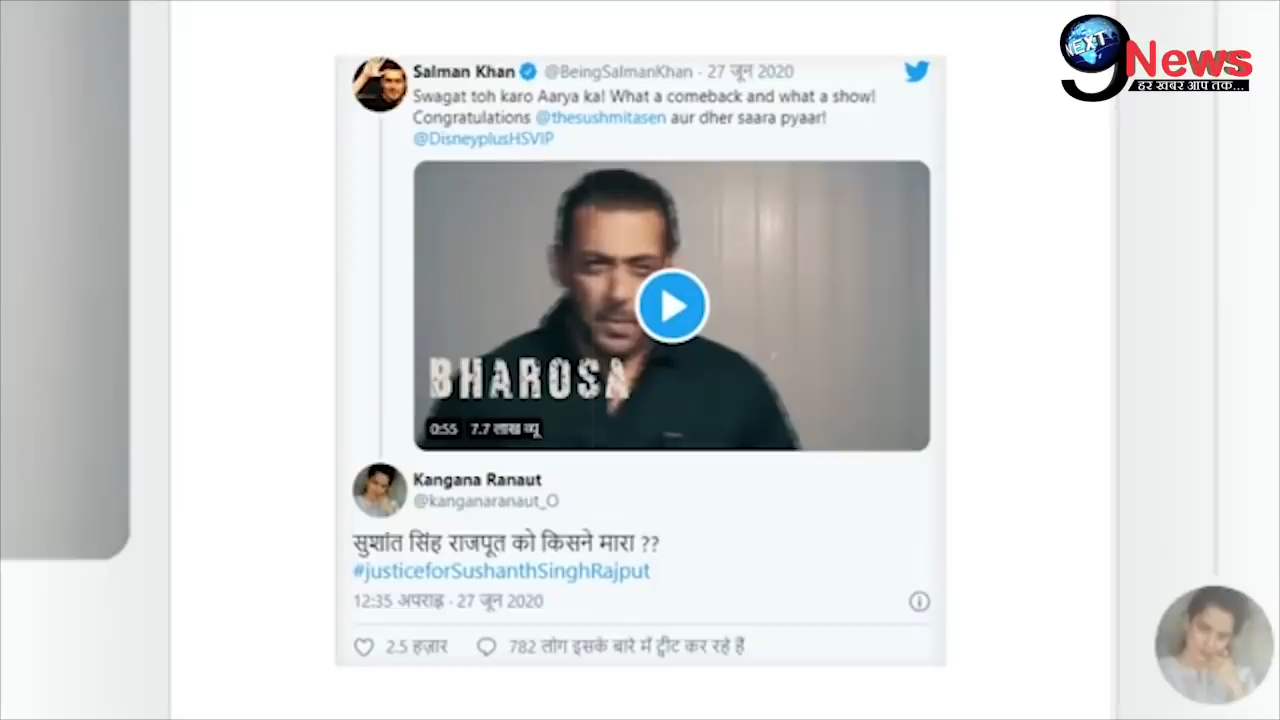 NEXT
9 News
हर खबर आप तक...
Salman Khan @BeingSalmanKhan · 27 जून 2020
Swagat toh karo Aarya ka! What a comeback and what a show!
Congratulations @thesushmitasen aur dher saara pyaar!
@DisneyplusHSVIP
BHAROSA
0:55 7.7 लाख व्यू
Kangana Ranaut
@kanganaranaut_O
सुशांत सिंह राजपूत को किसने मारा ??
#justiceforSushanthSinghRajput
12:35 अपराह्न · 27 जून 2020
2.5 हज़ार 782 लोग इसके बारे में ट्वीट कर रहे हैं